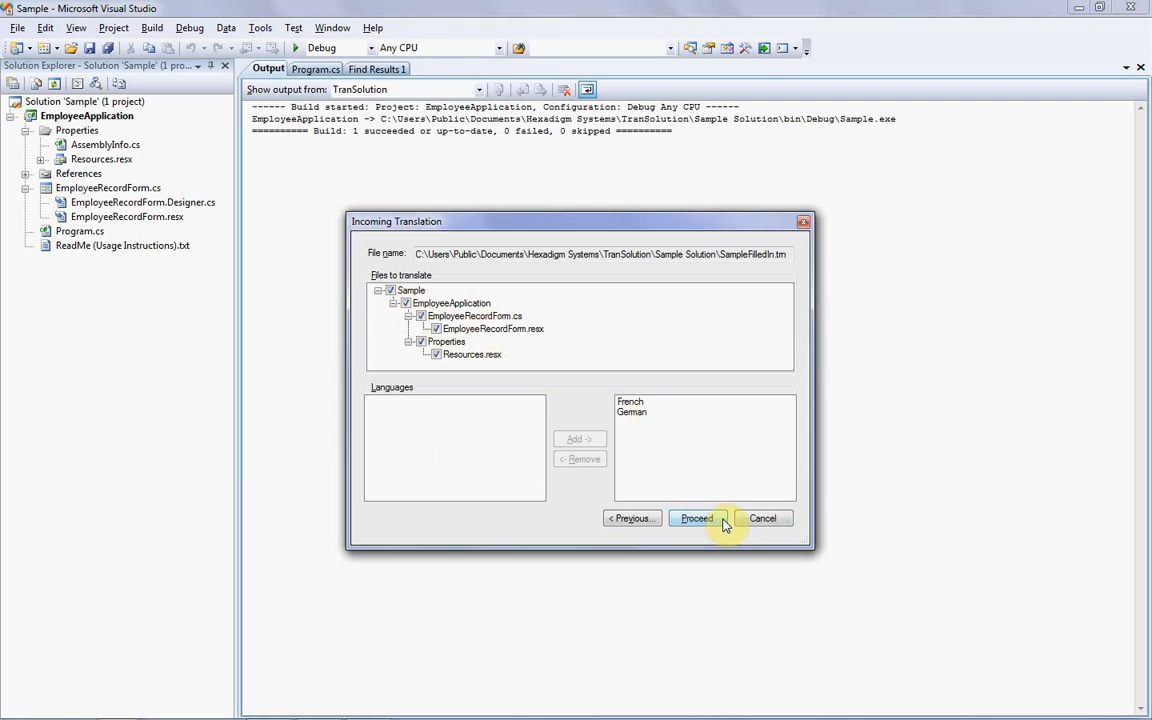 Sample - Microsoft Visual Studio
File Edit View Project Build Debug Data Tools Test Window Help
Debug Any CPU
Solution Explorer - Solution 'Sample' (1 pro...
Output Program.cs Find Results 1
Show output from: TranSolution
Solution 'Sample' (1 project)
EmployeeApplication
Properties
AssemblyInfo.cs
Resources.resx
References
EmployeeRecordForm.cs
EmployeeRecordForm.Designer.cs
EmployeeRecordForm.resx
Program.cs
ReadMe (Usage Instructions).txt
------ Build started: Project: EmployeeApplication, Configuration: Debug Any CPU ------
EmployeeApplication -> C:\Users\Public\Documents\Hexadigm Systems\TranSolution\Sample Solution\bin\Debug\Sample.exe
========== Build: 1 succeeded or up-to-date, 0 failed, 0 skipped ==========
Incoming Translation
File name: C:\Users\Public\Documents\Hexadigm Systems\TranSolution\Sample Solution\SampleFilledIn.tm
Files to translate
Sample
EmployeeApplication
EmployeeRecordForm.cs
EmployeeRecordForm.resx
Properties
Resources.resx
Languages
French
German
Add ->
<- Remove
< Previous... Proceed Cancel